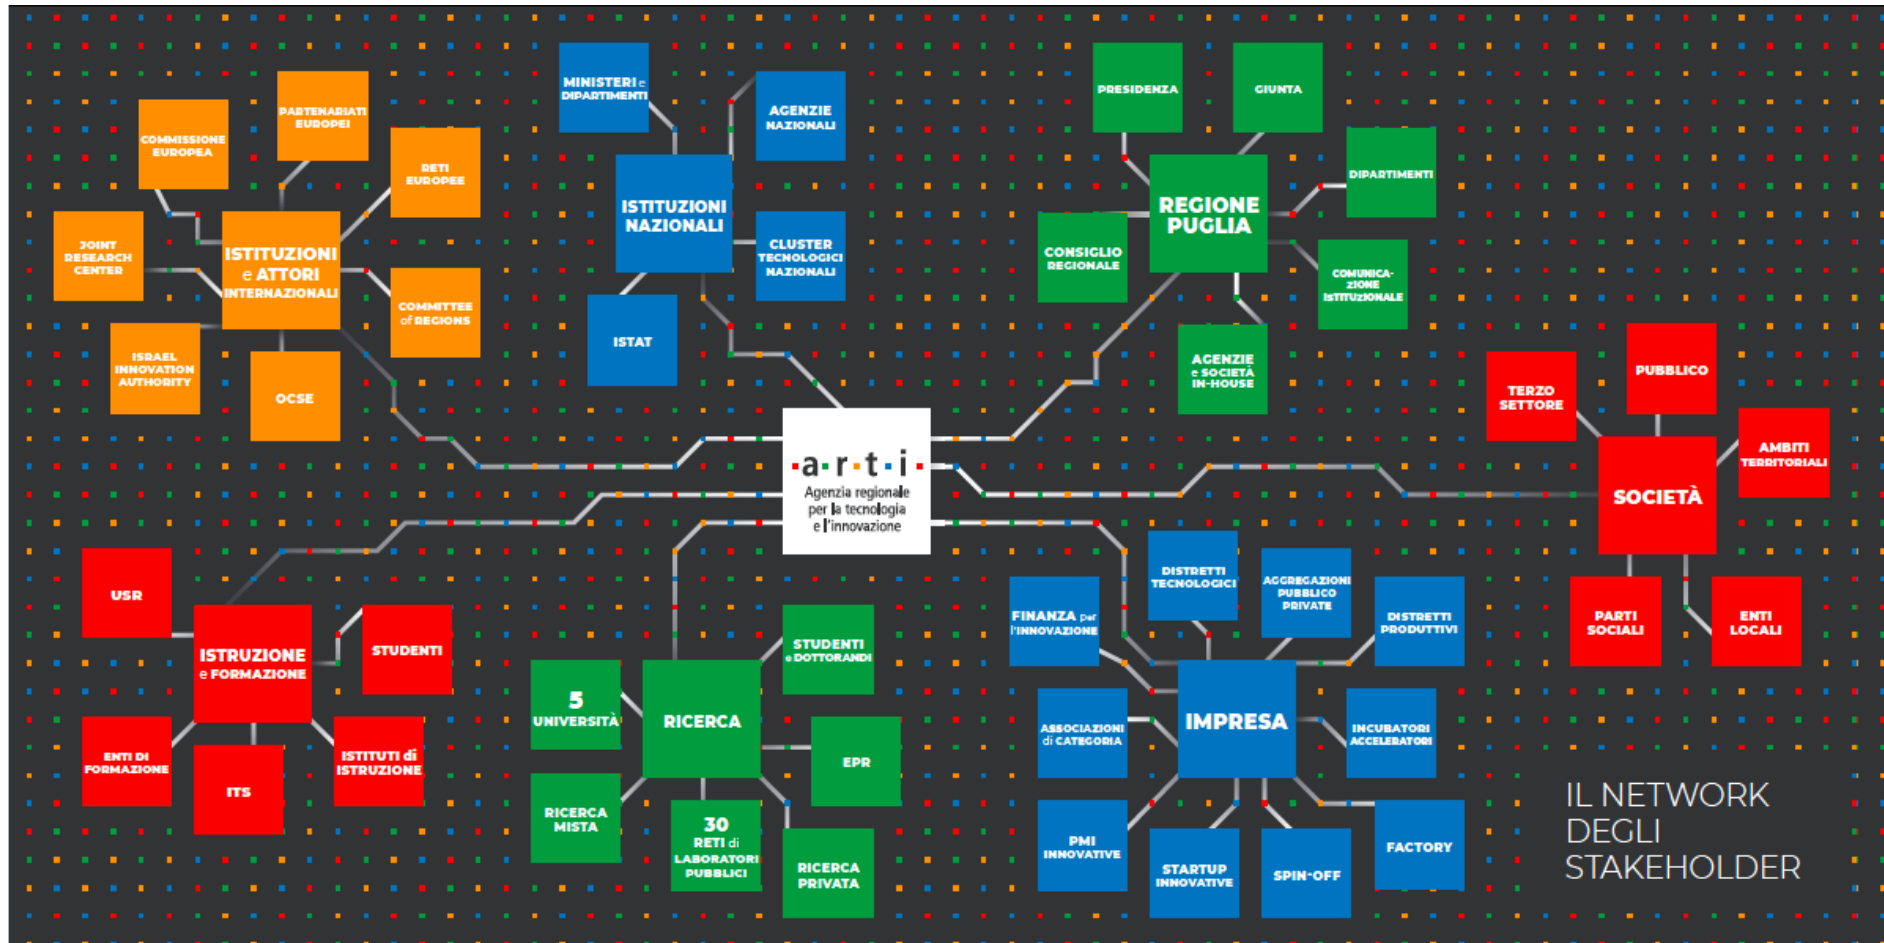 COMMISSIONE
EUROPEA
PARTENARIATI
EUROPEI
RETI
EUROPEE
JOINT
RESEARCH
CENTER
ISTITUZIONI
e ATTORI
INTERNAZIONALI
COMMITTEE
of REGIONS
ISRAEL
INNOVATION
AUTHORITY
OCSE
MINISTERI e
DIPARTIMENTI
AGENZIE
NAZIONALI
ISTITUZIONI
NAZIONALI
CLUSTER
TECNOLOGICI
NAZIONALI
ISTAT
PRESIDENZA
GIUNTA
DIPARTIMENTI
REGIONE
PUGLIA
CONSIGLIO
REGIONALE
COMUNICA-
ZIONE
ISTITUZIONALE
AGENZIE
e SOCIETÀ
IN-HOUSE
TERZO
SETTORE
PUBBLICO
AMBITI
TERRITORIALI
SOCIETÀ
PARTI
SOCIALI
ENTI
LOCALI
a·r·t·i
Agenzia regionale
per la tecnologia
e l'innovazione
USR
STUDENTI
ISTRUZIONE
e FORMAZIONE
ENTI DI
FORMAZIONE
ITS
ISTITUTI di
ISTRUZIONE
STUDENTI
e DOTTORANDI
5
UNIVERSITÀ
RICERCA
EPR
RICERCA
MISTA
30
RETI di
LABORATORI
PUBBLICI
RICERCA
PRIVATA
FINANZA per
l'INNOVAZIONE
DISTRETTI
TECNOLOGICI
AGGREGAZIONI
PUBBLICO
PRIVATE
DISTRETTI
PRODUTTIVI
ASSOCIAZIONI
di CATEGORIA
IMPRESA
INCUBATORI
ACCELERATORI
PMI
INNOVATIVE
STARTUP
INNOVATIVE
SPIN-OFF
FACTORY
IL NETWORK
DEGLI
STAKEHOLDER